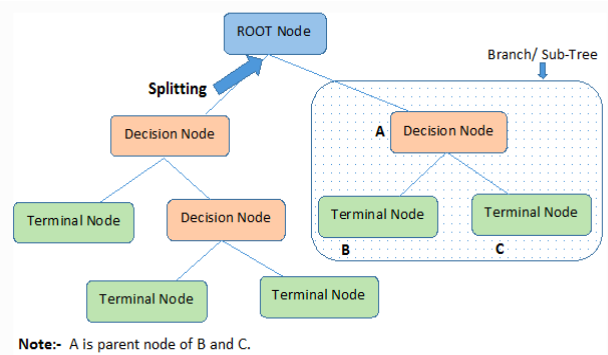 ROOT Node
Branch/ Sub-Tree
Splitting
Decision Node
A
Decision Node
Terminal Node
Decision Node
Terminal Node
Terminal Node
B
C
Terminal Node
Terminal Node
Note:- A is parent node of B and C.